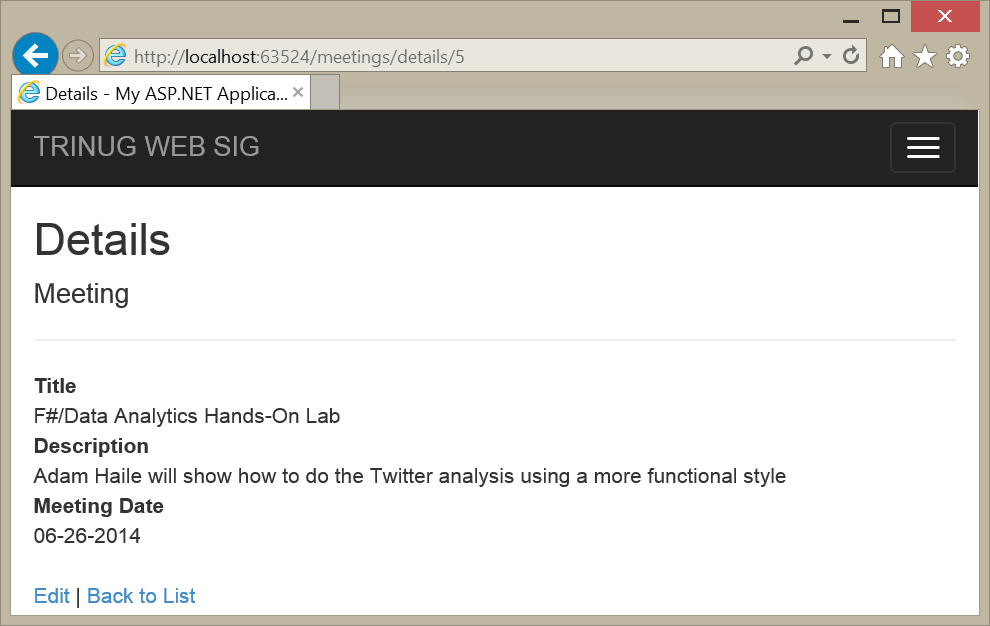 http://localhost:63524/meetings/details/5
Details - My ASP.NET Applica...
TRINUG WEB SIG
Details
Meeting
Title
F#/Data Analytics Hands-On Lab
Description
Adam Haile will show how to do the Twitter analysis using a more functional style
Meeting Date
06-26-2014
Edit | Back to List